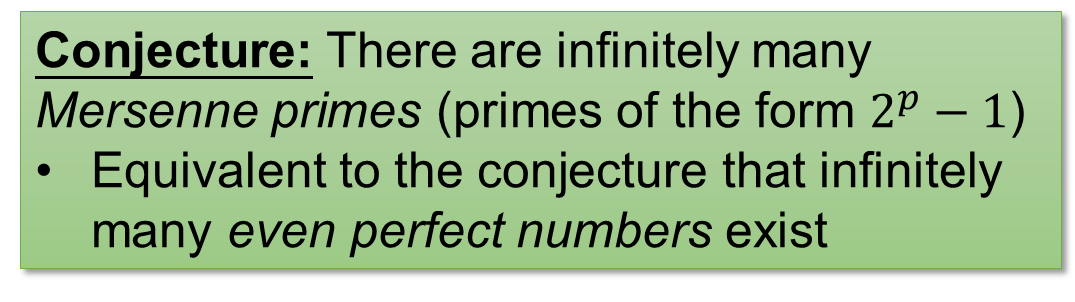 Conjecture: There are infinitely many
Mersenne primes (primes of the form 2^p − 1)
• Equivalent to the conjecture that infinitely
many even perfect numbers exist